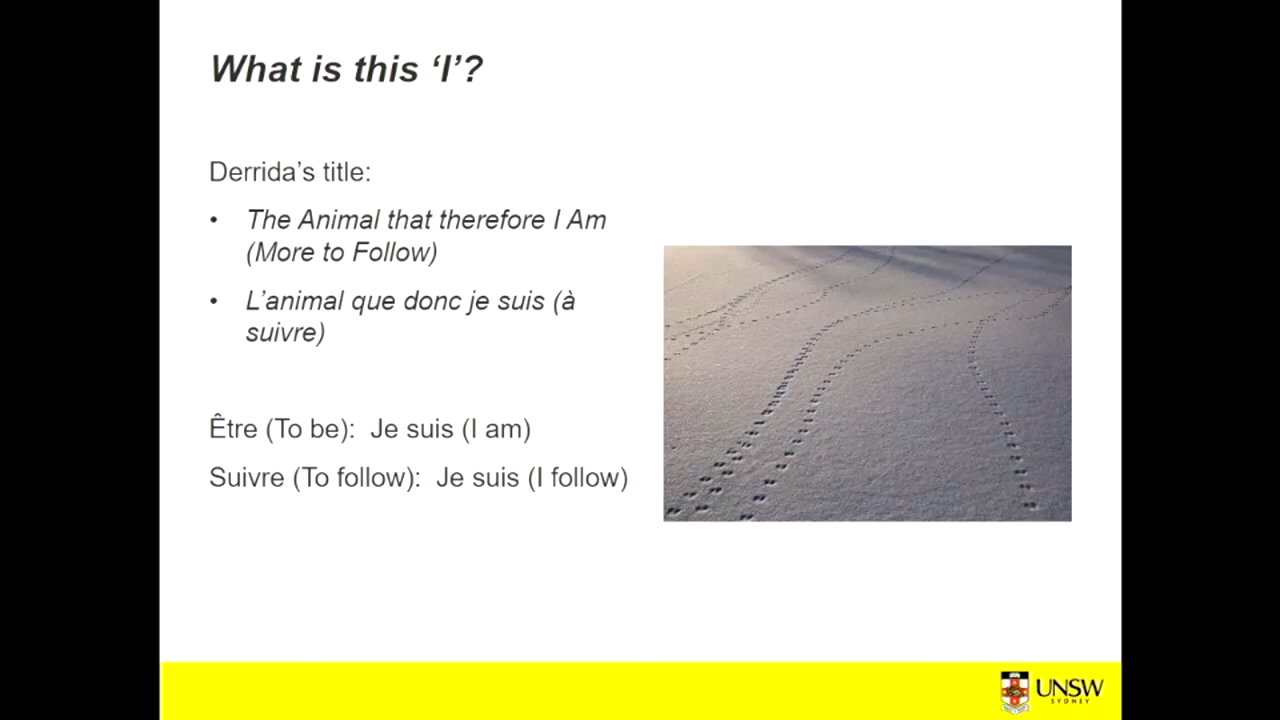 What is this ‘I’?
Derrida’s title:
• The Animal that therefore I Am
(More to Follow)
• L’animal que donc je suis (à
suivre)
Être (To be): Je suis (I am)
Suivre (To follow): Je suis (I follow)
UNSW
SYDNEY